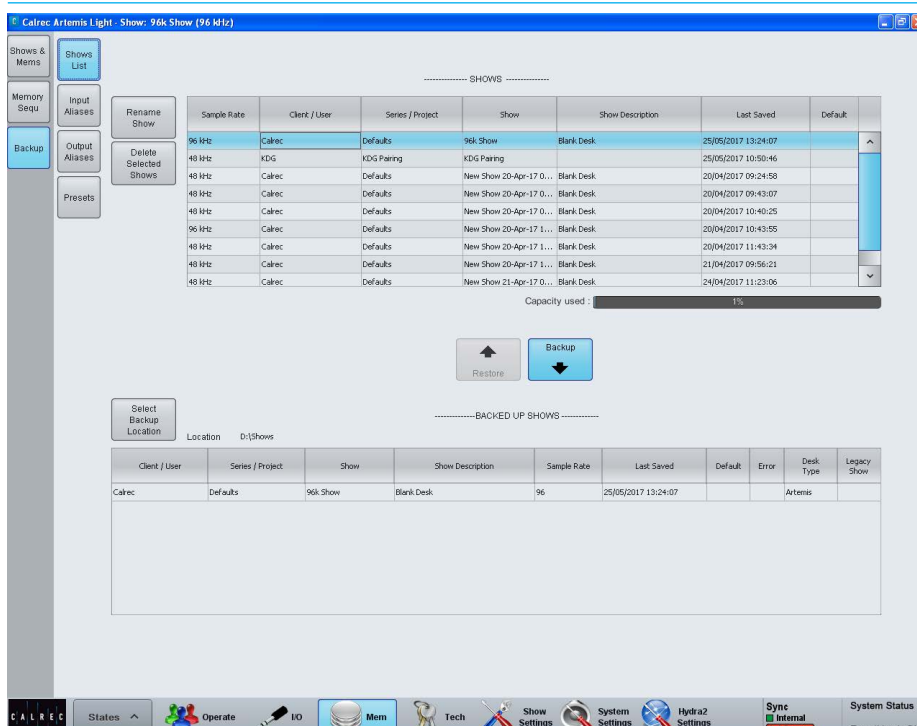 Calrec Artemis Light - Show: 96k Show (96 kHz)
Shows & Mems
Memory Sequ
Backup
Shows List
Input Aliases
Output Aliases
Presets
--------------- SHOWS ---------------
Rename Show
Delete Selected Shows
Sample Rate Client / User Series / Project Show Show Description Last Saved Default
96 kHz Calrec Defaults 96k Show Blank Desk 25/05/2017 13:24:07
48 kHz KDG KDG Pairing KDG Pairing 25/05/2017 10:50:46
48 kHz Calrec Defaults New Show 20-Apr-17 0... Blank Desk 20/04/2017 09:24:58
48 kHz Calrec Defaults New Show 20-Apr-17 0... Blank Desk 20/04/2017 09:43:07
48 kHz Calrec Defaults New Show 20-Apr-17 0... Blank Desk 20/04/2017 10:40:25
96 kHz Calrec Defaults New Show 20-Apr-17 1... Blank Desk 20/04/2017 10:43:55
48 kHz Calrec Defaults New Show 20-Apr-17 1... Blank Desk 20/04/2017 11:43:34
48 kHz Calrec Defaults New Show 20-Apr-17 1... Blank Desk 21/04/2017 09:56:21
48 kHz Calrec Defaults New Show 21-Apr-17 0... Blank Desk 24/04/2017 11:23:06
Capacity used : 1%
Restore
Backup
Select Backup Location
--------------BACKED UP SHOWS -------------
Location D:\Shows
Client / User Series / Project Show Show Description Sample Rate Last Saved Default Error Desk Type Legacy Show
Calrec Defaults 96k Show Blank Desk 96 25/05/2017 13:24:07 Artemis
CALREC States Operate I/O Mem Tech Show Settings System Settings Hydra2 Settings Sync Internal System Status